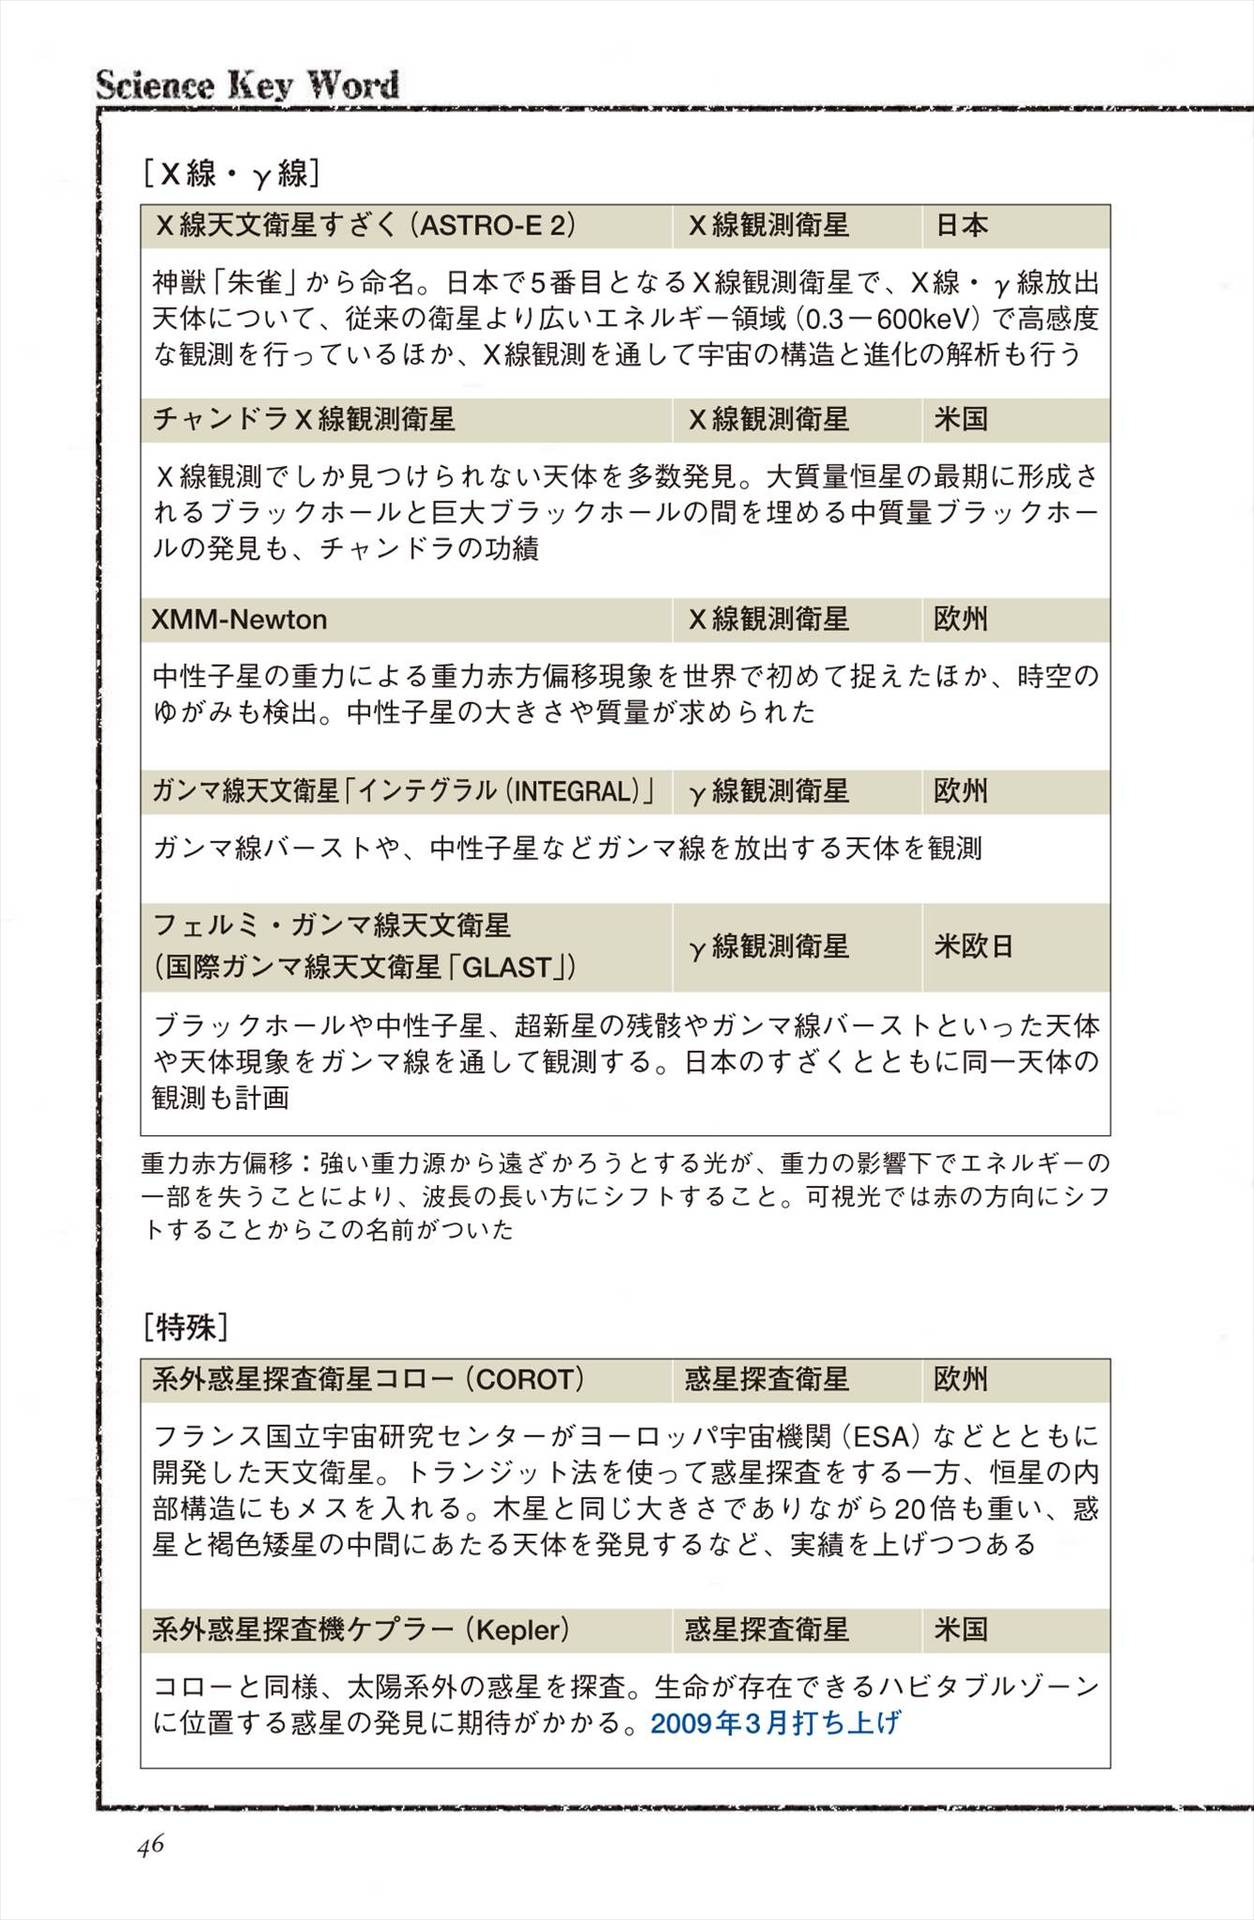 Science Key Word
［X線・γ線］
X線天文衛星すざく（ASTRO-E 2） X線観測衛星 日本
神獣「朱雀」から命名。日本で5番目となるX線観測衛星で、X線・γ線放出
天体について、従来の衛星より広いエネルギー領域（0.3－600keV）で高感度
な観測を行っているほか、X線観測を通して宇宙の構造と進化の解析も行う
チャンドラX線観測衛星 X線観測衛星 米国
X線観測でしか見つけられない天体を多数発見。大質量恒星の最期に形成さ
れるブラックホールと巨大ブラックホールの間を埋める中質量ブラックホー
ルの発見も、チャンドラの功績
XMM-Newton X線観測衛星 欧州
中性子星の重力による重力赤方偏移現象を世界で初めて捉えたほか、時空の
ゆがみも検出。中性子星の大きさや質量が求められた
ガンマ線天文衛星「インテグラル（INTEGRAL）」 γ線観測衛星 欧州
ガンマ線バーストや、中性子星などガンマ線を放出する天体を観測
フェルミ・ガンマ線天文衛星
（国際ガンマ線天文衛星「GLAST」） γ線観測衛星 米欧日
ブラックホールや中性子星、超新星の残骸やガンマ線バーストといった天体
や天体現象をガンマ線を通して観測する。日本のすざくとともに同一天体の
観測も計画
重力赤方偏移：強い重力源から遠ざかろうとする光が、重力の影響下でエネルギーの
一部を失うことにより、波長の長い方にシフトすること。可視光では赤の方向にシフ
トすることからこの名前がついた
［特殊］
系外惑星探査衛星コロー（COROT） 惑星探査衛星 欧州
フランス国立宇宙研究センターがヨーロッパ宇宙機関（ESA）などとともに
開発した天文衛星。トランジット法を使って惑星探査をする一方、恒星の内
部構造にもメスを入れる。木星と同じ大きさでありながら20倍も重い、惑
星と褐色矮星の中間にあたる天体を発見するなど、実績を上げつつある
系外惑星探査機ケプラー（Kepler） 惑星探査衛星 米国
コローと同様、太陽系外の惑星を探査。生命が存在できるハビタブルゾーン
に位置する惑星の発見に期待がかかる。2009年3月打ち上げ
46